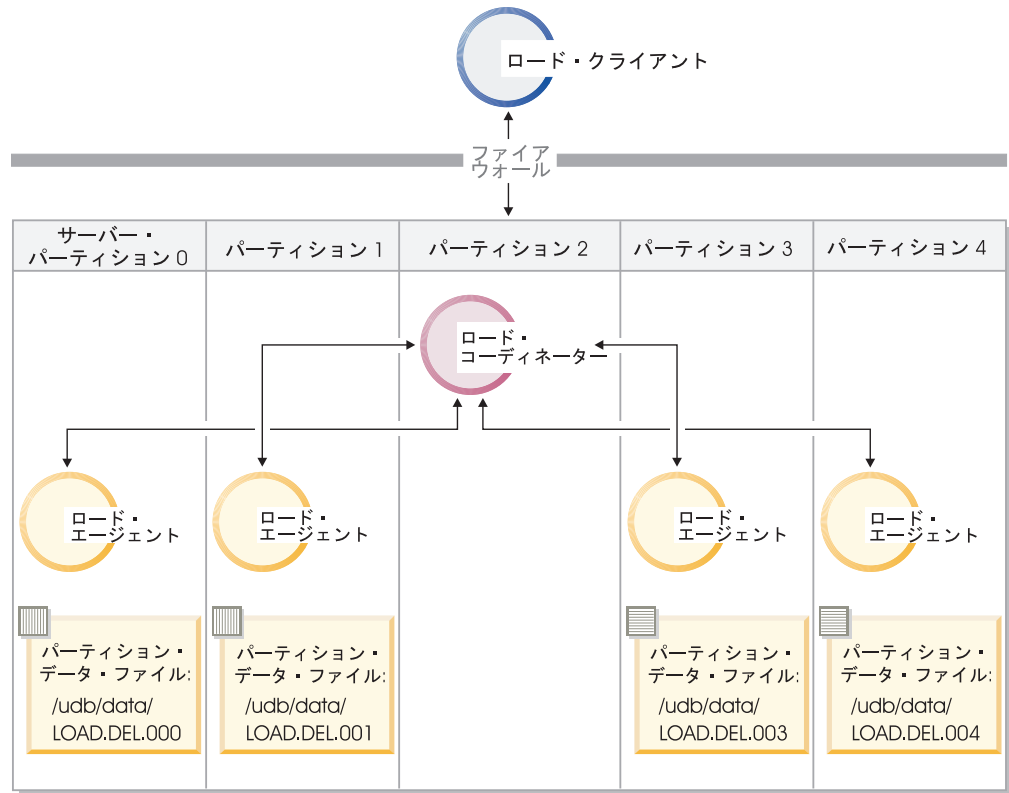 ロード・クライアント
ファイア
ウォール
サーバー・
パーティション 0
パーティション 1
パーティション 2
パーティション 3
パーティション 4
ロード・
コーディネーター
ロード・
エージェント
ロード・
エージェント
ロード・
エージェント
ロード・
エージェント
パーティション・
データ・ファイル:
/udb/data/
LOAD.DEL.000
パーティション・
データ・ファイル:
/udb/data/
LOAD.DEL.001
パーティション・
データ・ファイル:
/udb/data/
LOAD.DEL.003
パーティション・
データ・ファイル:
/udb/data/
LOAD.DEL.004